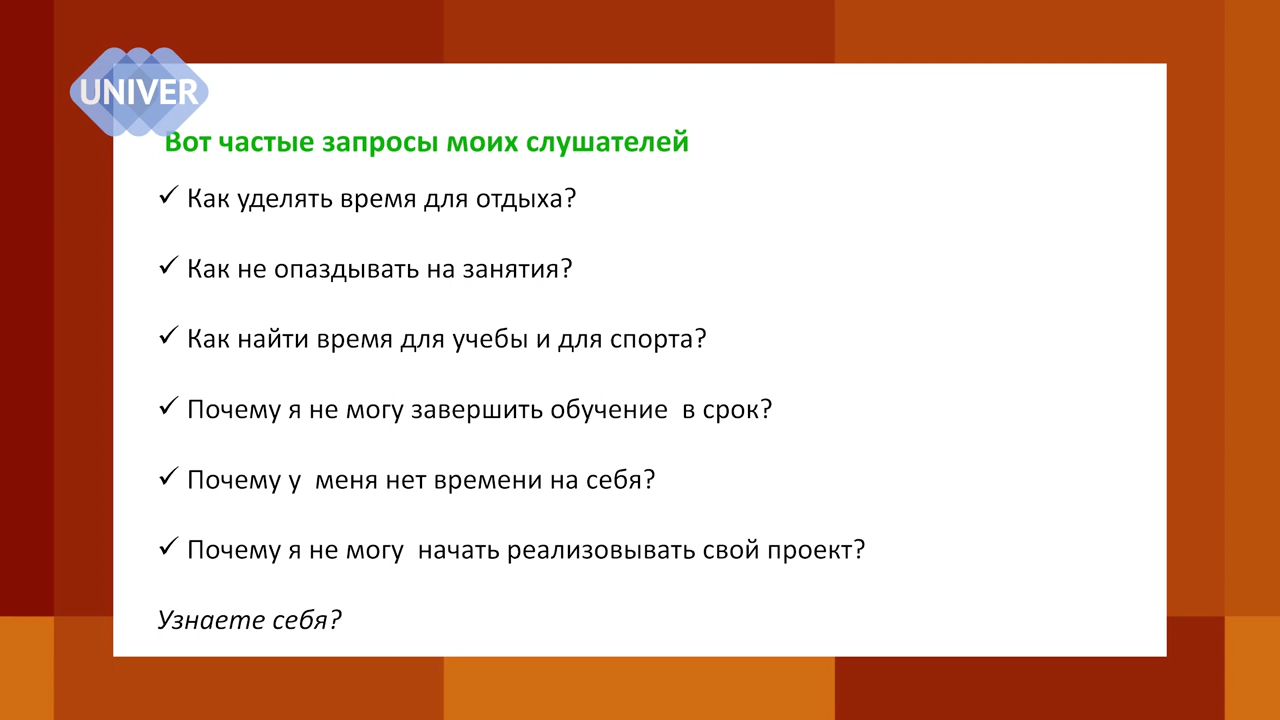 UNIVER
Вот частые запросы моих слушателей
✓ Как уделять время для отдыха?
✓ Как не опаздывать на занятия?
✓ Как найти время для учебы и для спорта?
✓ Почему я не могу завершить обучение  в срок?
✓ Почему у  меня нет времени на себя?
✓ Почему я не могу  начать реализовывать свой проект?
Узнаете себя?